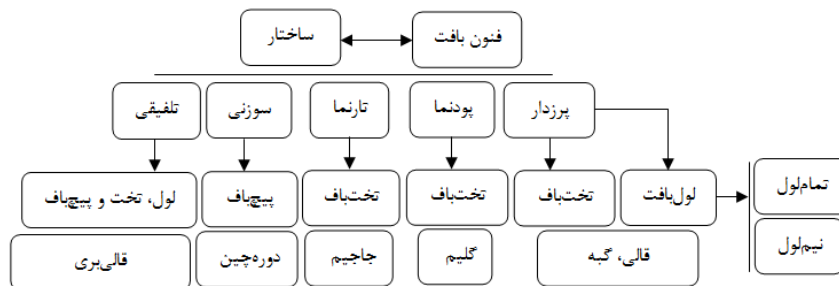 فنون بافت
ساختار
پرزدار
پودنما
تارنما
سوزنی
تلفیقی
لول‌بافت
تخت‌باف
تخت‌باف
تخت‌باف
پیچ‌باف
لول، تخت و پیچ‌باف
تمام‌لول
نیم‌لول
قالی، گبه
گلیم
جاجیم
دوره‌چین
قالی‌بری